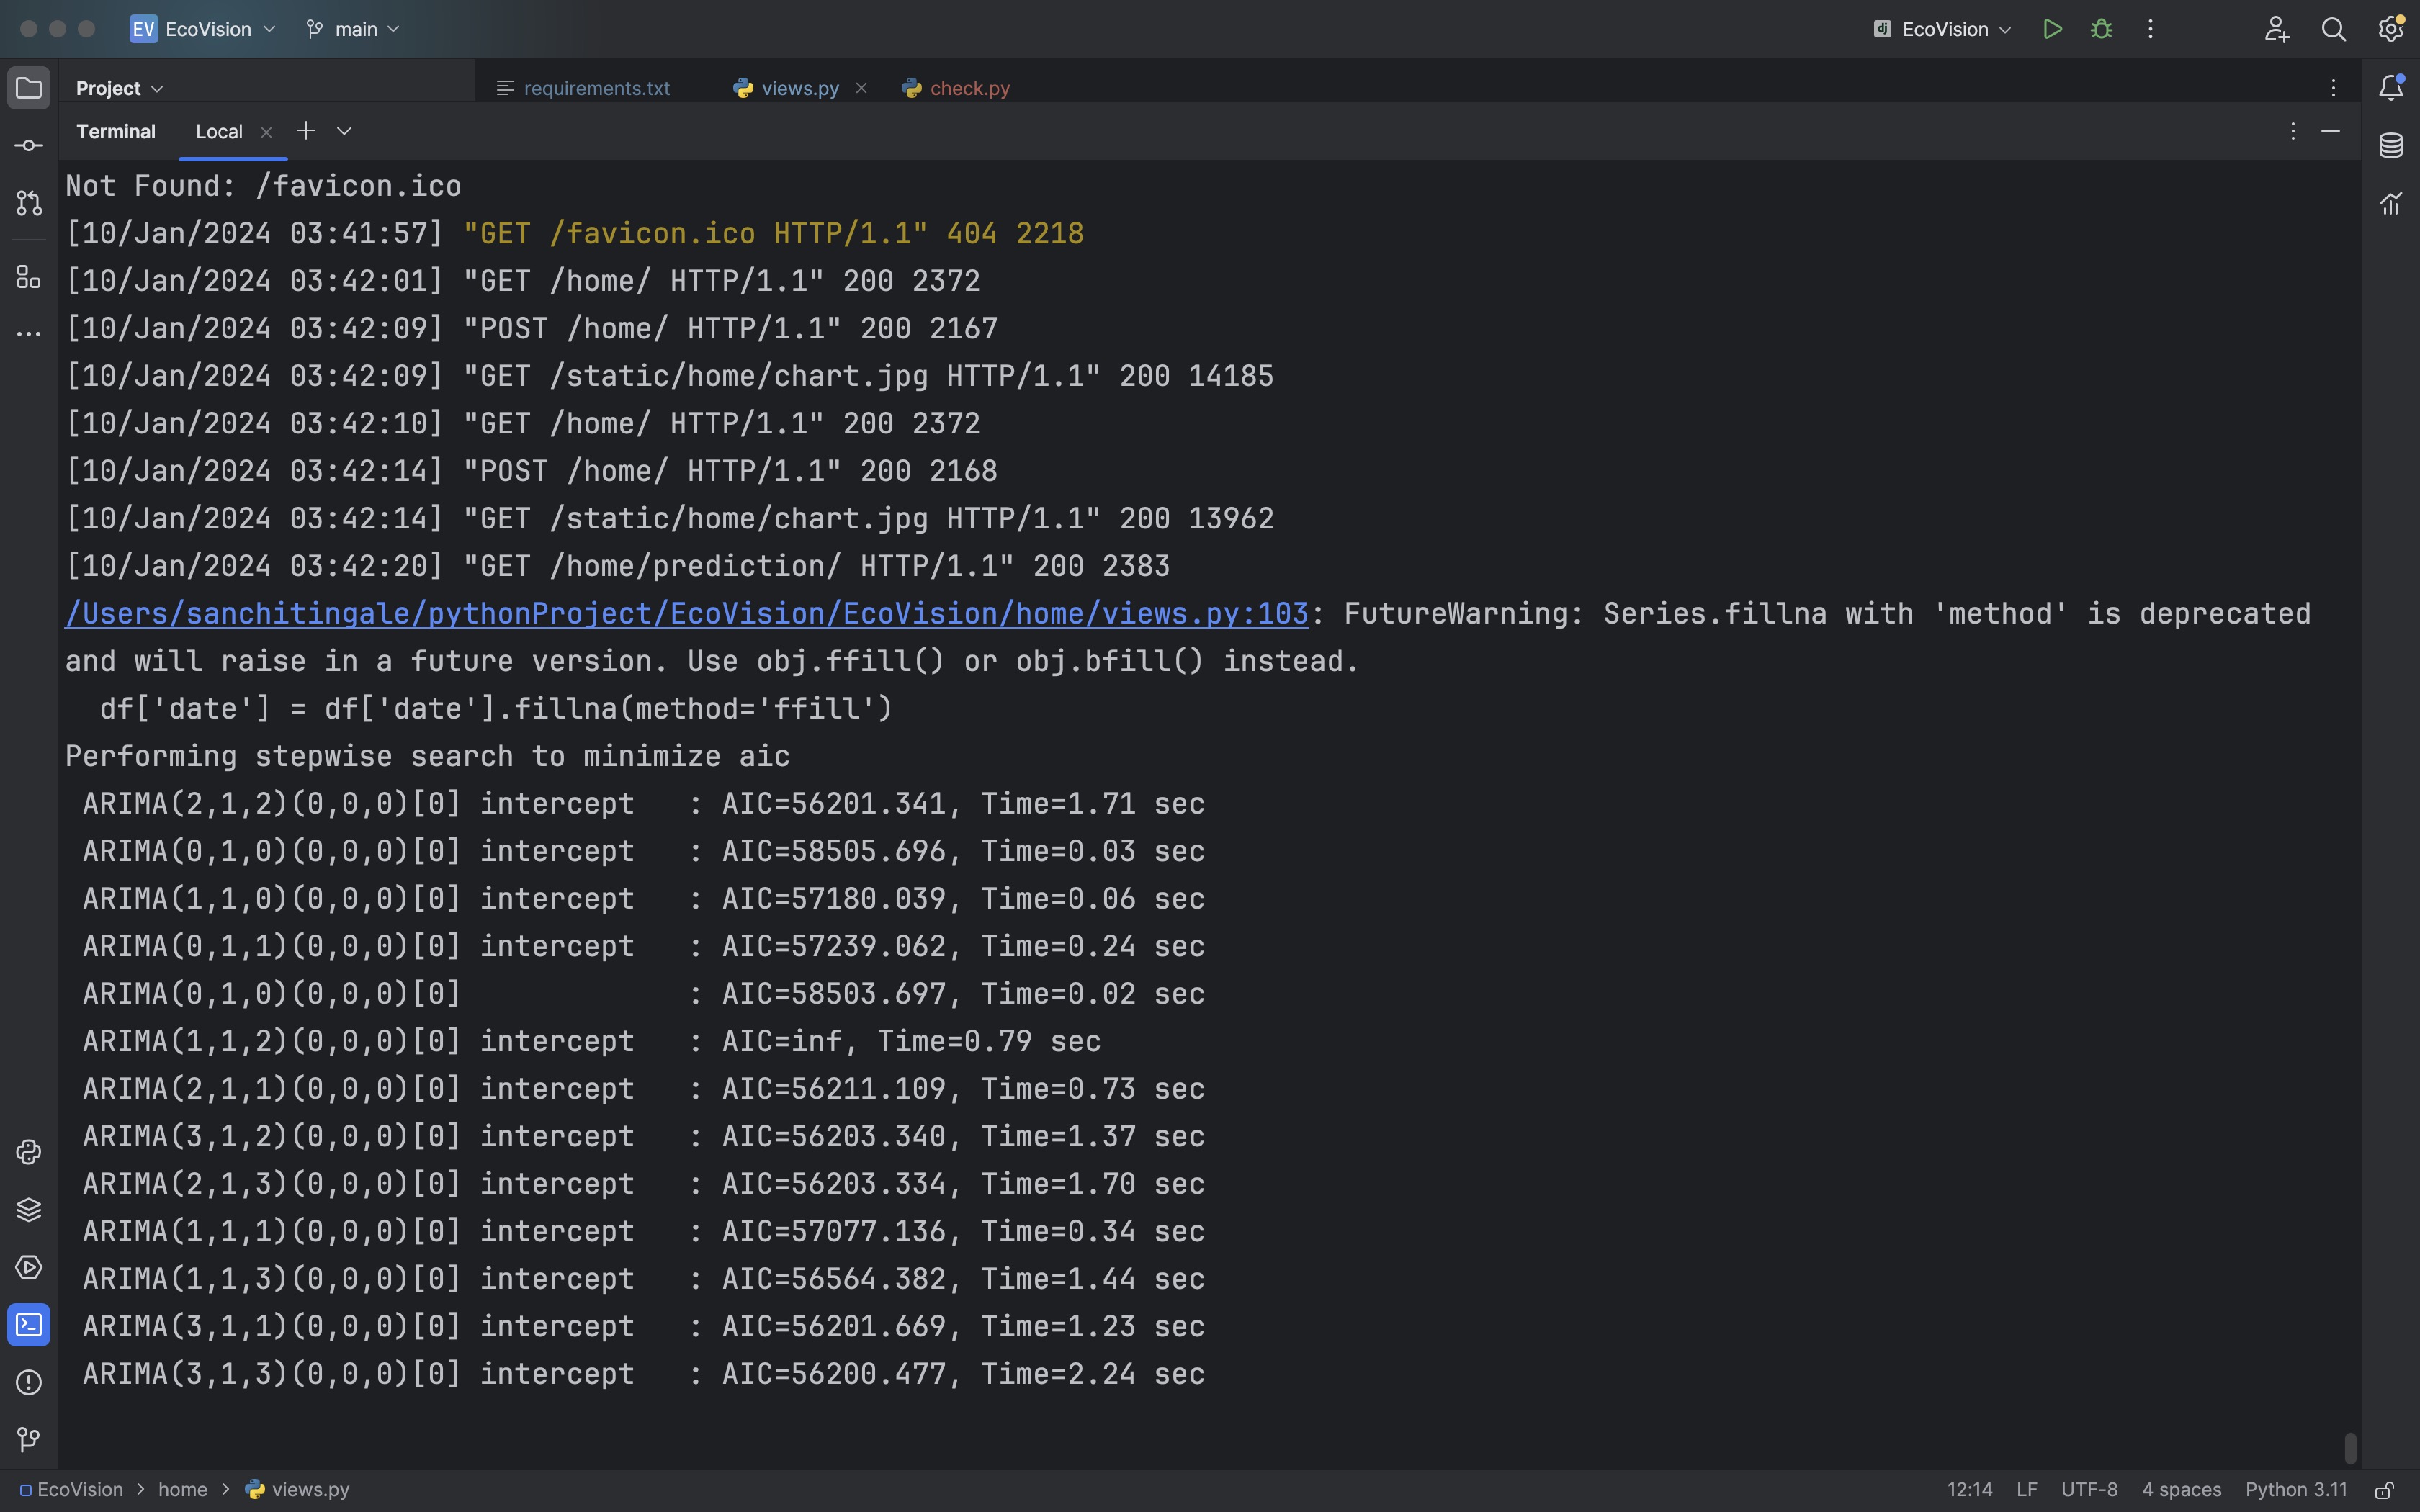 EV EcoVision main EcoVision
Project requirements.txt views.py check.py
Terminal Local
Not Found: /favicon.ico
[10/Jan/2024 03:41:57] "GET /favicon.ico HTTP/1.1" 404 2218
[10/Jan/2024 03:42:01] "GET /home/ HTTP/1.1" 200 2372
[10/Jan/2024 03:42:09] "POST /home/ HTTP/1.1" 200 2167
[10/Jan/2024 03:42:09] "GET /static/home/chart.jpg HTTP/1.1" 200 14185
[10/Jan/2024 03:42:10] "GET /home/ HTTP/1.1" 200 2372
[10/Jan/2024 03:42:14] "POST /home/ HTTP/1.1" 200 2168
[10/Jan/2024 03:42:14] "GET /static/home/chart.jpg HTTP/1.1" 200 13962
[10/Jan/2024 03:42:20] "GET /home/prediction/ HTTP/1.1" 200 2383
/Users/sanchitingale/pythonProject/EcoVision/EcoVision/home/views.py:103: FutureWarning: Series.fillna with 'method' is deprecated
and will raise in a future version. Use obj.ffill() or obj.bfill() instead.
  df['date'] = df['date'].fillna(method='ffill')
Performing stepwise search to minimize aic
 ARIMA(2,1,2)(0,0,0)[0] intercept   : AIC=56201.341, Time=1.71 sec
 ARIMA(0,1,0)(0,0,0)[0] intercept   : AIC=58505.696, Time=0.03 sec
 ARIMA(1,1,0)(0,0,0)[0] intercept   : AIC=57180.039, Time=0.06 sec
 ARIMA(0,1,1)(0,0,0)[0] intercept   : AIC=57239.062, Time=0.24 sec
 ARIMA(0,1,0)(0,0,0)[0]             : AIC=58503.697, Time=0.02 sec
 ARIMA(1,1,2)(0,0,0)[0] intercept   : AIC=inf, Time=0.79 sec
 ARIMA(2,1,1)(0,0,0)[0] intercept   : AIC=56211.109, Time=0.73 sec
 ARIMA(3,1,2)(0,0,0)[0] intercept   : AIC=56203.340, Time=1.37 sec
 ARIMA(2,1,3)(0,0,0)[0] intercept   : AIC=56203.334, Time=1.70 sec
 ARIMA(1,1,1)(0,0,0)[0] intercept   : AIC=57077.136, Time=0.34 sec
 ARIMA(1,1,3)(0,0,0)[0] intercept   : AIC=56564.382, Time=1.44 sec
 ARIMA(3,1,1)(0,0,0)[0] intercept   : AIC=56201.669, Time=1.23 sec
 ARIMA(3,1,3)(0,0,0)[0] intercept   : AIC=56200.477, Time=2.24 sec
EcoVision > home > views.py 12:14 LF UTF-8 4 spaces Python 3.11